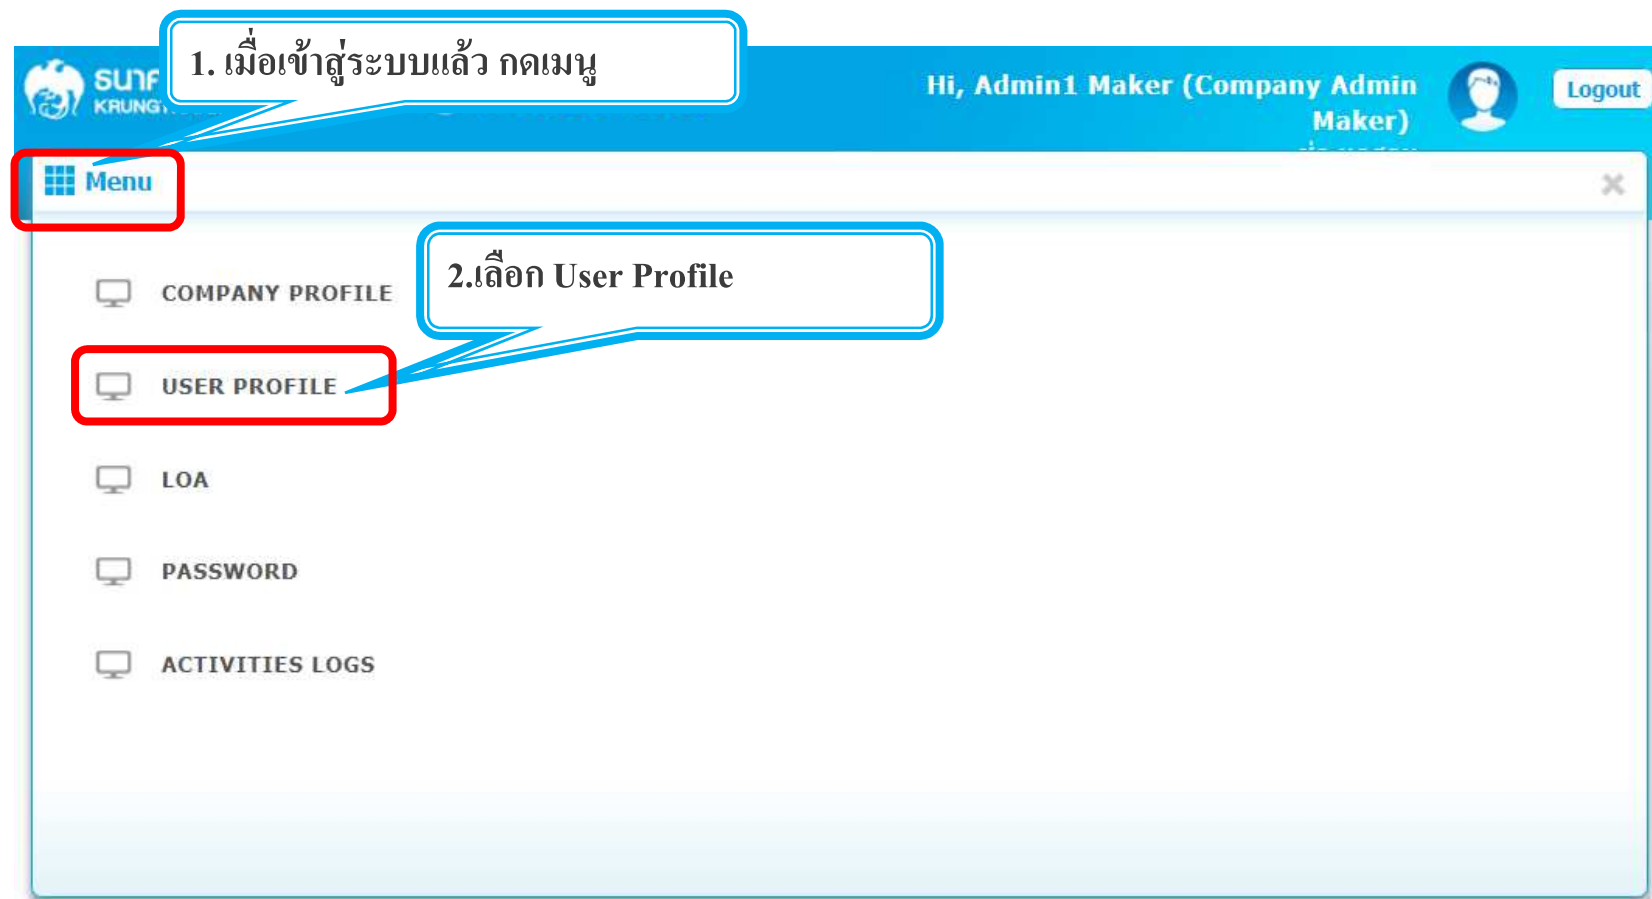 1. เมื่อเข้าสู่ระบบแล้ว กดเมนู
Hi, Admin1 Maker (Company Admin
Maker)
Logout
Menu
2.เลือก User Profile
COMPANY PROFILE
USER PROFILE
LOA
PASSWORD
ACTIVITIES LOGS